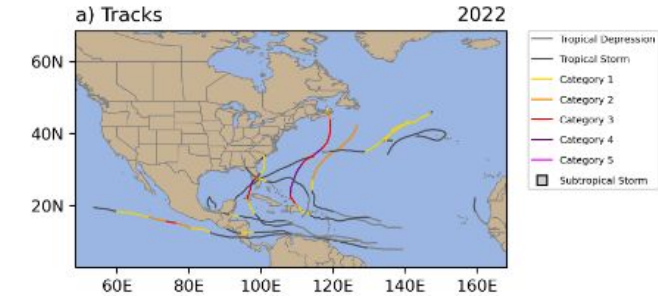 a) Tracks 2022
60N
40N
20N
60E 80E 100E 120E 140E 160E
Tropical Depression
Tropical Storm
Category 1
Category 2
Category 3
Category 4
Category 5
Subtropical Storm